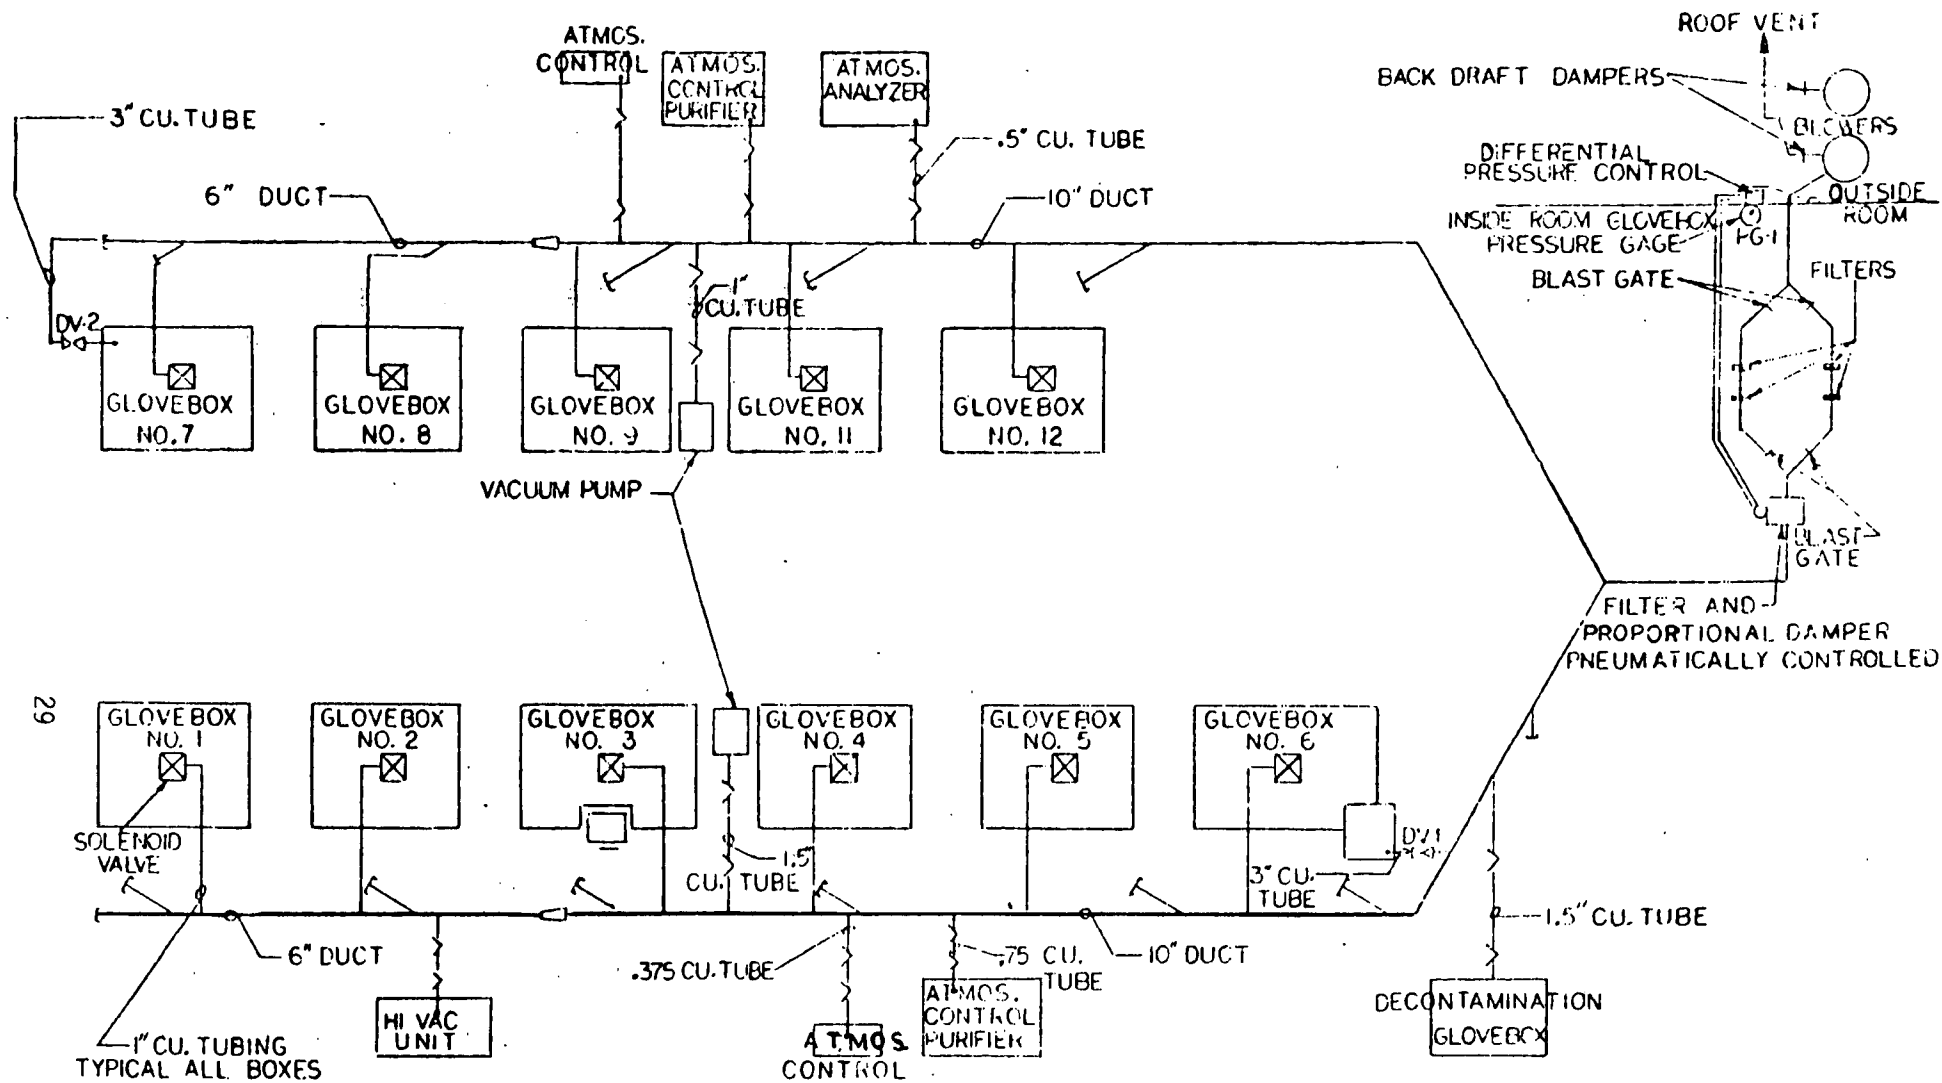 ROOF VENT
ATMOS.
CONTROL
ATMOS.
CONTROL
PURIFIER
ATMOS.
ANALYZER
BACK DRAFT DAMPERS
BLOWERS
3" CU. TUBE
.5" CU. TUBE
DIFFERENTIAL
PRESSURE CONTROL
6" DUCT
10" DUCT
OUTSIDE
ROOM
INSIDE ROOM GLOVEBOX
PRESSURE GAGE
PG-1
BLAST GATE
FILTERS
1"
CU. TUBE
DV-2
GLOVEBOX
NO. 7
GLOVEBOX
NO. 8
GLOVEBOX
NO. 9
GLOVEBOX
NO. 11
GLOVEBOX
NO. 12
VACUUM PUMP
BLAST
GATE
FILTER AND
PROPORTIONAL DAMPER
PNEUMATICALLY CONTROLLED
29
GLOVEBOX
NO. 1
GLOVEBOX
NO. 2
GLOVEBOX
NO. 3
GLOVEBOX
NO. 4
GLOVEBOX
NO. 5
GLOVEBOX
NO. 6
SOLENOID
VALVE
1.5"
CU. TUBE
DV-1
3" CU.
TUBE
1.5" CU. TUBE
6" DUCT
.375 CU. TUBE
.75 CU.
TUBE
10" DUCT
HI VAC
UNIT
ATMOS.
CONTROL
ATMOS.
CONTROL
PURIFIER
DECONTAMINATION
GLOVEBOX
1" CU. TUBING
TYPICAL ALL BOXES